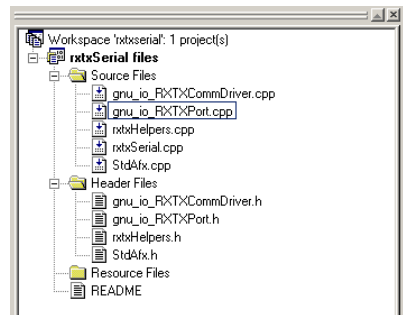 Workspace 'rxtxserial': 1 project(s)
rxtxSerial files
Source Files
gnu_io_RXTXCommDriver.cpp
gnu_io_RXTXPort.cpp
rxtxHelpers.cpp
rxtxSerial.cpp
StdAfx.cpp
Header Files
gnu_io_RXTXCommDriver.h
gnu_io_RXTXPort.h
rxtxHelpers.h
StdAfx.h
Resource Files
README